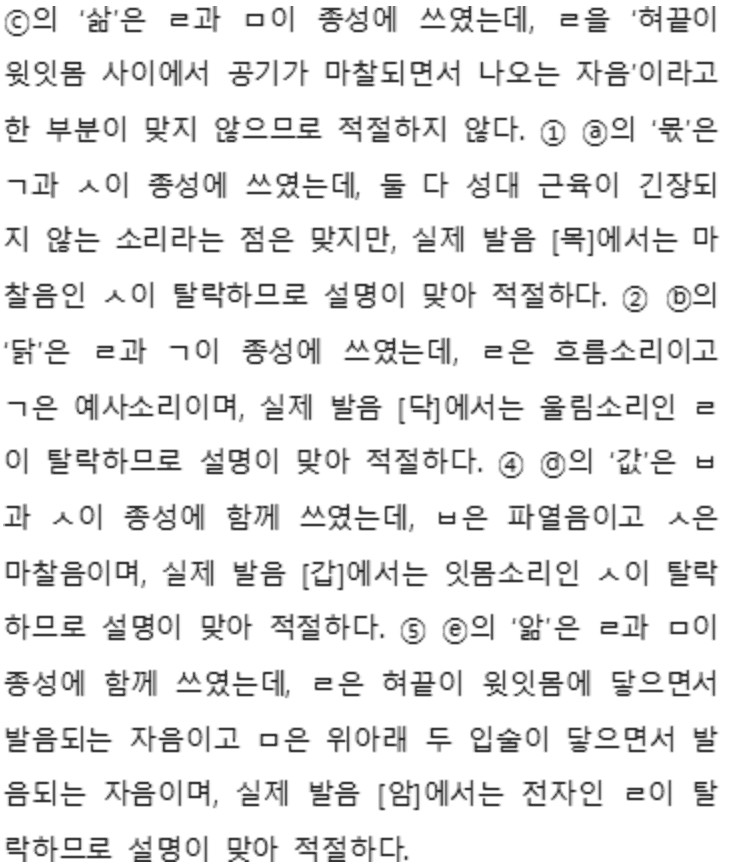 ⓒ의 ‘삶’은 ㄹ과 ㅁ이 종성에 쓰였는데, ㄹ을 ‘혀끝이
윗잇몸 사이에서 공기가 마찰되면서 나오는 자음’이라고
한 부분이 맞지 않으므로 적절하지 않다. ① ⓐ의 ‘몫’은
ㄱ과 ㅅ이 종성에 쓰였는데, 둘 다 성대 근육이 긴장되
지 않는 소리라는 점은 맞지만, 실제 발음 [목]에서는 마
찰음인 ㅅ이 탈락하므로 설명이 맞아 적절하다. ② ⓑ의
‘닭’은 ㄹ과 ㄱ이 종성에 쓰였는데, ㄹ은 흐름소리이고
ㄱ은 예사소리이며, 실제 발음 [닥]에서는 울림소리인 ㄹ
이 탈락하므로 설명이 맞아 적절하다. ④ ⓓ의 ‘값’은 ㅂ
과 ㅅ이 종성에 함께 쓰였는데, ㅂ은 파열음이고 ㅅ은
마찰음이며, 실제 발음 [갑]에서는 잇몸소리인 ㅅ이 탈락
하므로 설명이 맞아 적절하다. ⑤ ⓔ의 ‘앎’은 ㄹ과 ㅁ이
종성에 함께 쓰였는데, ㄹ은 혀끝이 윗잇몸에 닿으면서
발음되는 자음이고 ㅁ은 위아래 두 입술이 닿으면서 발
음되는 자음이며, 실제 발음 [암]에서는 전자인 ㄹ이 탈
락하므로 설명이 맞아 적절하다.